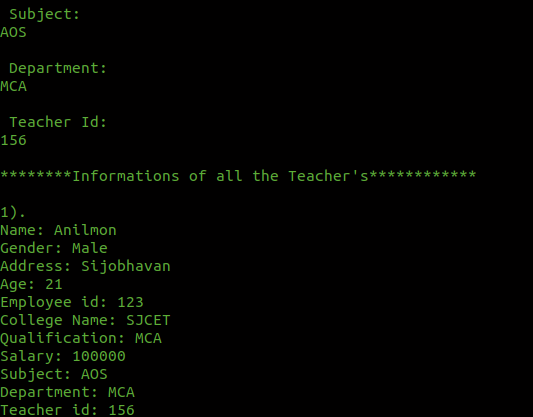 Subject:
AOS
Department:
MCA
Teacher Id:
156
********Informations of all the Teacher's************
1).
Name: Anilmon
Gender: Male
Address: Sijobhavan
Age: 21
Employee id: 123
College Name: SJCET
Qualification: MCA
Salary: 100000
Subject: AOS
Department: MCA
Teacher id: 156